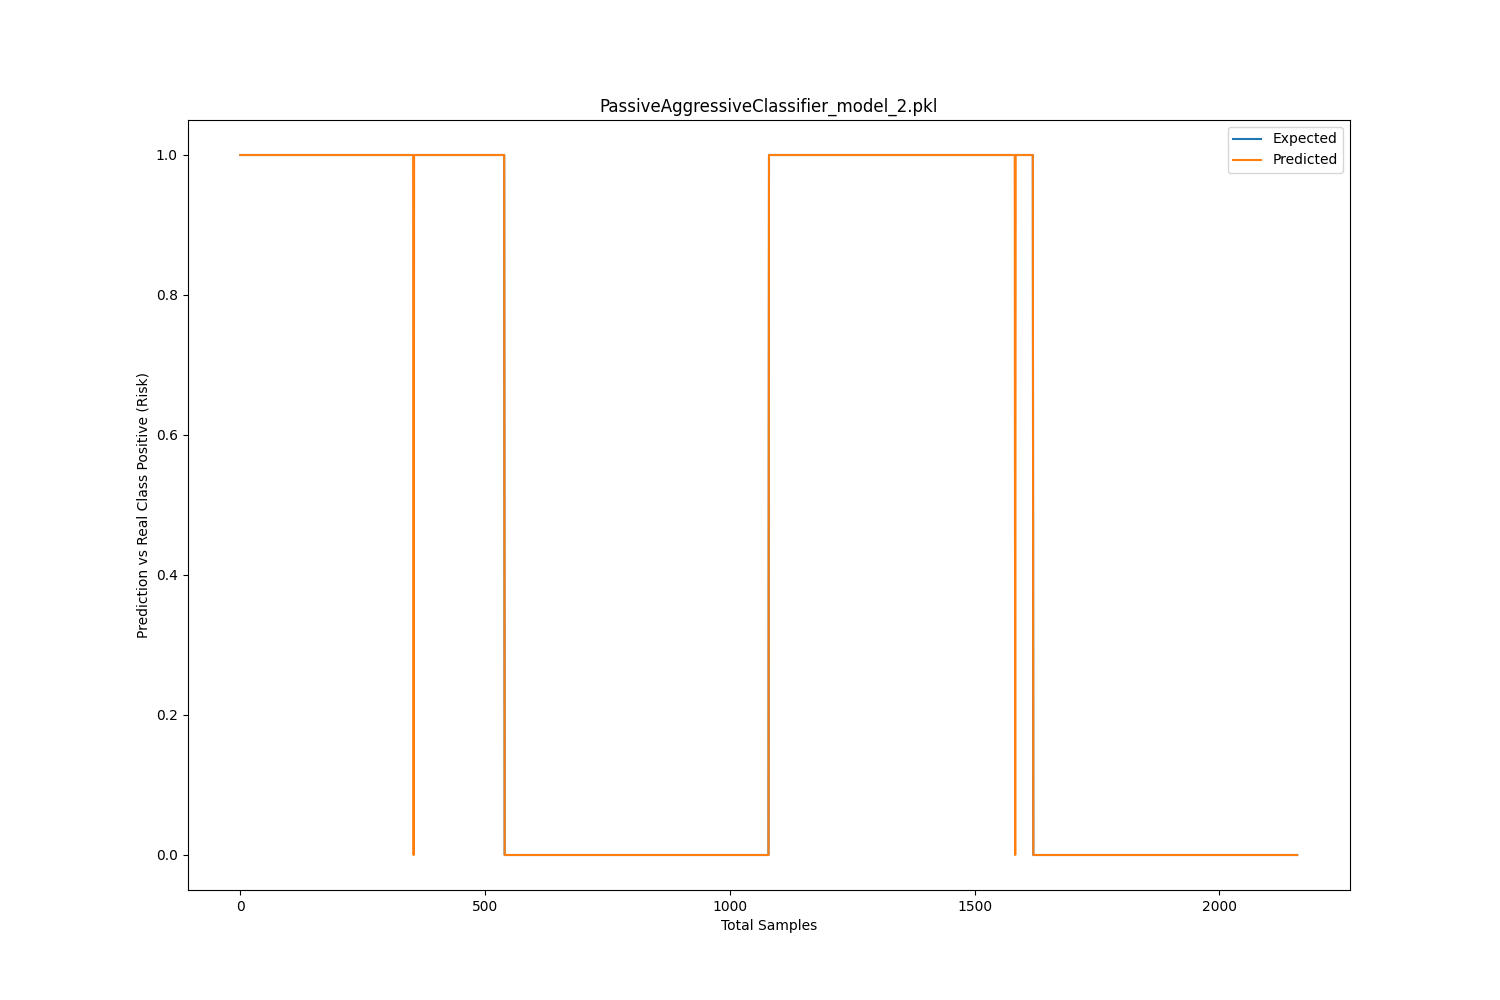 PassiveAggressiveClassifier_model_2.pkl
Expected
Predicted
1.0
0.8
0.6
0.4
0.2
0.0
Prediction vs Real Class Positive (Risk)
0 500 1000 1500 2000
Total Samples